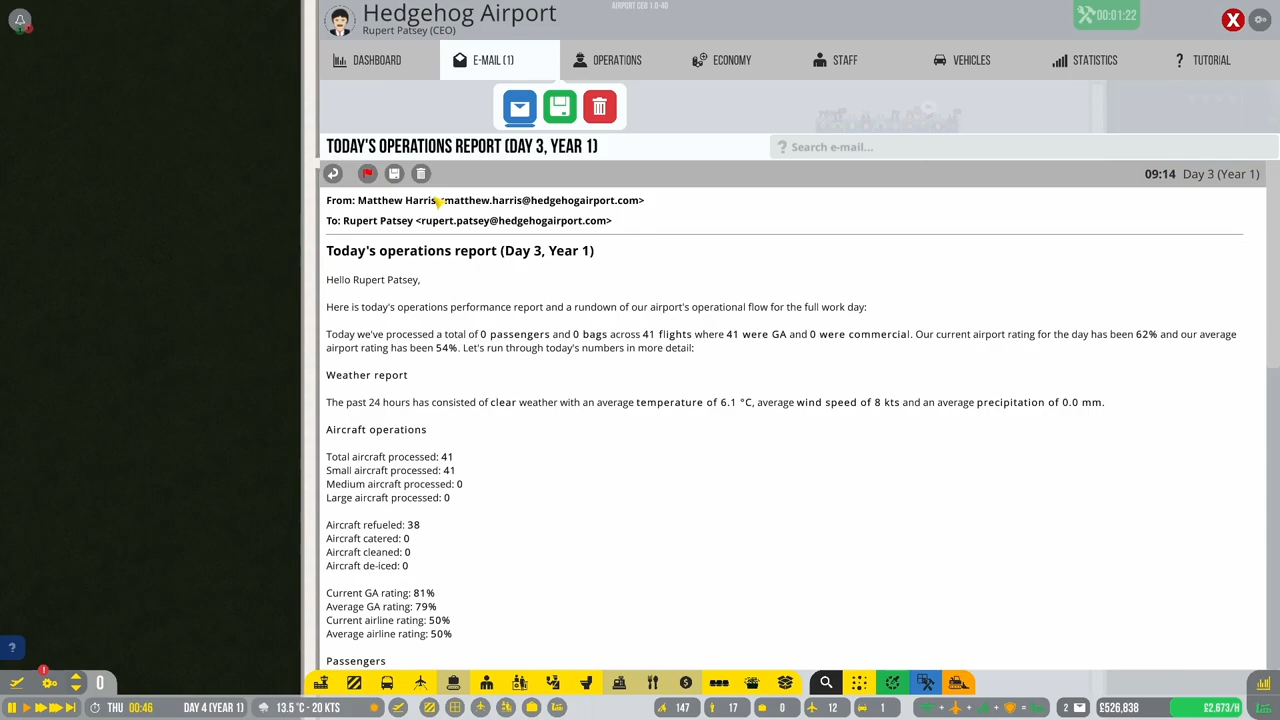 AIRPORT CEO 1.0-40
Hedgehog Airport
Rupert Patsey (CEO)
00:01:22
X
DASHBOARD
E-MAIL (1)
OPERATIONS
ECONOMY
STAFF
VEHICLES
STATISTICS
? TUTORIAL
TODAY'S OPERATIONS REPORT (DAY 3, YEAR 1)
? Search e-mail...
09:14 Day 3 (Year 1)
From: Matthew Harris <matthew.harris@hedgehogairport.com>
To: Rupert Patsey <rupert.patsey@hedgehogairport.com>
Today's operations report (Day 3, Year 1)
Hello Rupert Patsey,
Here is today's operations performance report and a rundown of our airport's operational flow for the full work day:
Today we've processed a total of 0 passengers and 0 bags across 41 flights where 41 were GA and 0 were commercial. Our current airport rating for the day has been 62% and our average
airport rating has been 54%. Let's run through today's numbers in more detail:
Weather report
The past 24 hours has consisted of clear weather with an average temperature of 6.1 °C, average wind speed of 8 kts and an average precipitation of 0.0 mm.
Aircraft operations
Total aircraft processed: 41
Small aircraft processed: 41
Medium aircraft processed: 0
Large aircraft processed: 0
Aircraft refueled: 38
Aircraft catered: 0
Aircraft cleaned: 0
Aircraft de-iced: 0
Current GA rating: 81%
Average GA rating: 79%
Current airline rating: 50%
Average airline rating: 50%
Passengers
?
! 0
THU 00:46 DAY 4 (YEAR 1) 13.5°C - 20 KTS 147 17 0 12 1 2 £526,838 £2,673/H